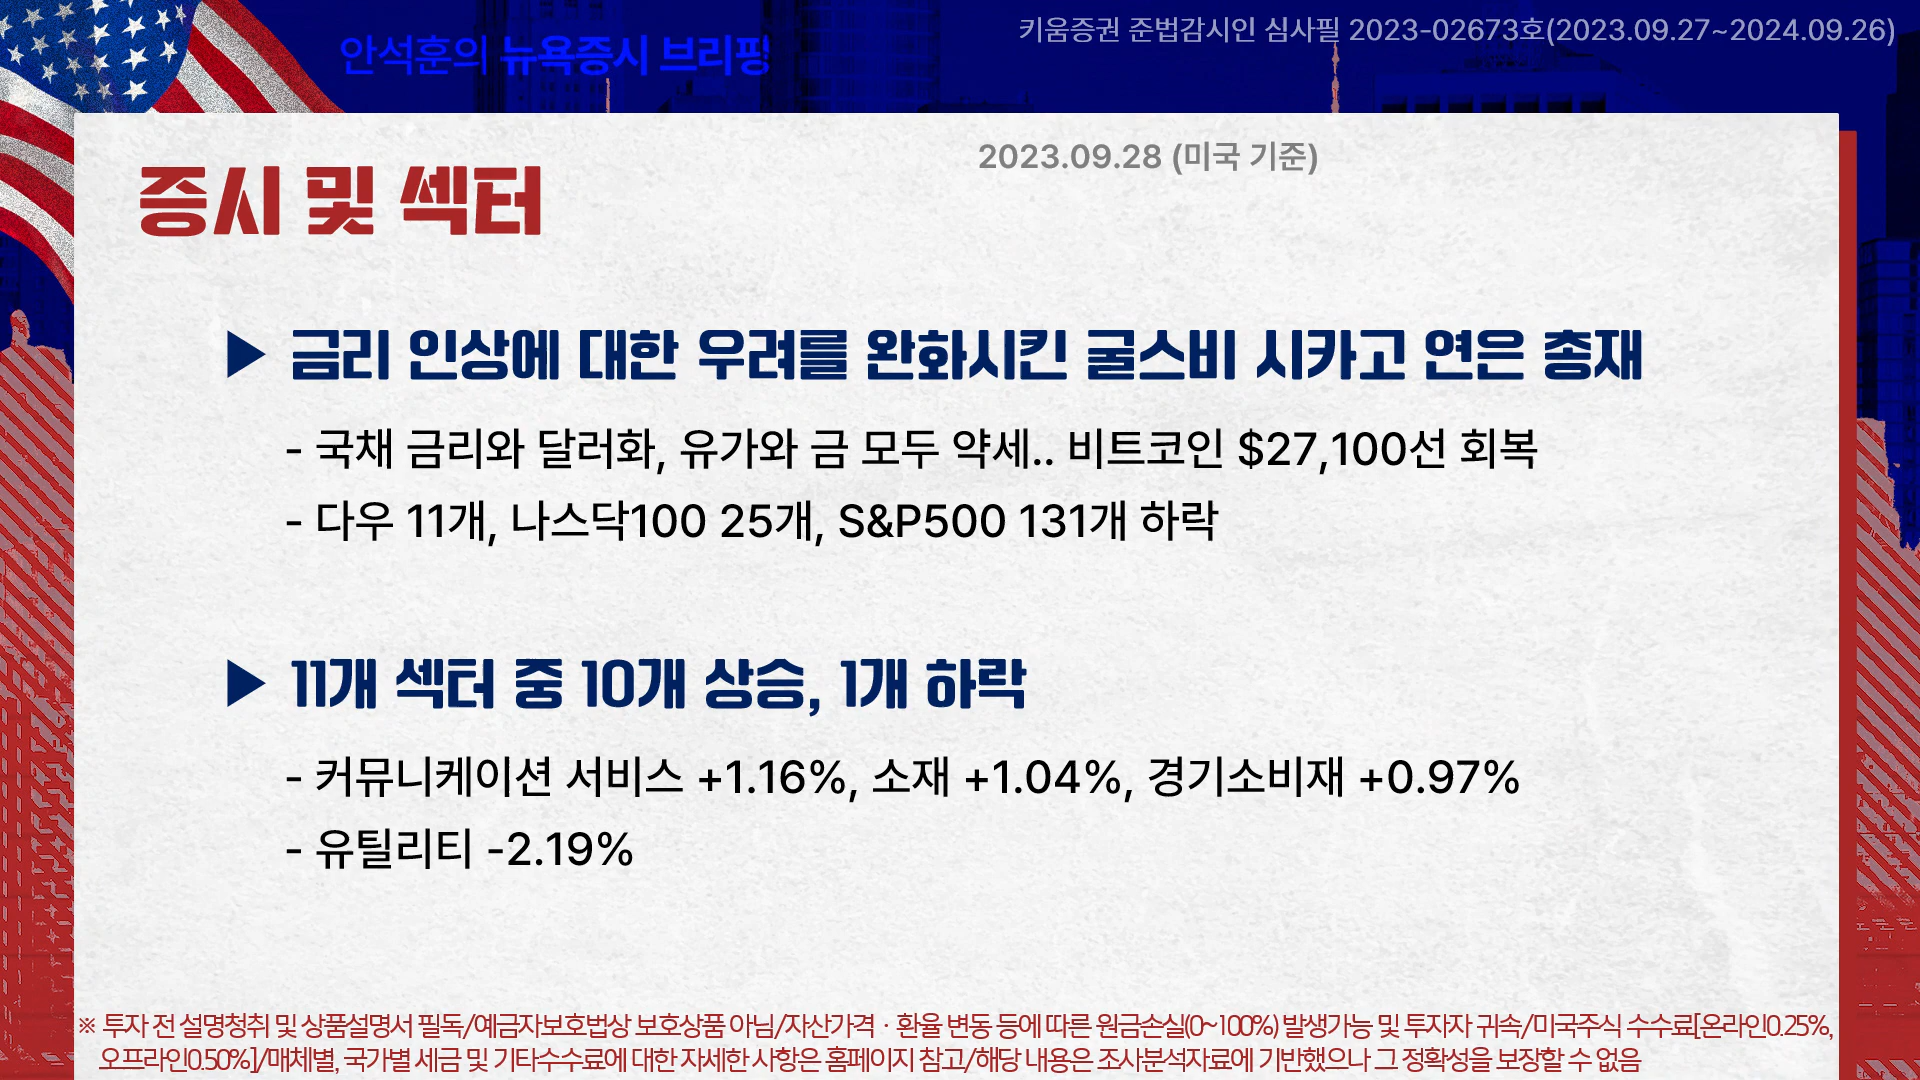 안석훈의 뉴욕증시 브리핑
키움증권 준법감시인 심사필 2023-02673호(2023.09.27~2024.09.26)
2023.09.28 (미국 기준)
증시 및 섹터
▶ 금리 인상에 대한 우려를 완화시킨 굴스비 시카고 연은 총재
- 국채 금리와 달러화, 유가와 금 모두 약세.. 비트코인 $27,100선 회복
- 다우 11개, 나스닥100 25개, S&P500 131개 하락
▶ 11개 섹터 중 10개 상승, 1개 하락
- 커뮤니케이션 서비스 +1.16%, 소재 +1.04%, 경기소비재 +0.97%
- 유틸리티 -2.19%
※ 투자 전 설명청취 및 상품설명서 필독/예금자보호법상 보호상품 아님/자산가격 · 환율 변동 등에 따른 원금손실(0~100%) 발생가능 및 투자자 귀속/미국주식 수수료[온라인0.25%,
오프라인0.50%]/매체별, 국가별 세금 및 기타수수료에 대한 자세한 사항은 홈페이지 참고/해당 내용은 조사분석자료에 기반했으나 그 정확성을 보장할 수 없음